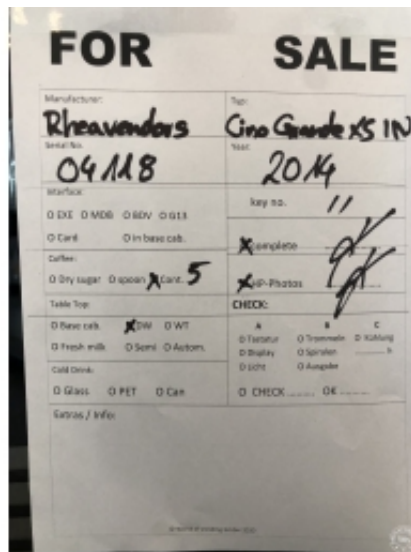 FOR SALE
Manufacturer: Typ:
Rheavendors Cino Grande XS IN
Serial No. Year:
04118 2014
Interface: key no. 11
O EXE O MDB O BDV O G13
O Card O in base cab. X complete
Coffee:
O Dry sugar O spoon X Cont. 5 X HP-Photos
Table Top: CHECK:
O Base cab. X DW O WT A B C
O Fresh milk O Semi O Autom. O Tastatur O Trommeln O Kühlung
O Display O Spiralen h
Cold Drink: O Licht O Ausgabe
O Glass O PET O Can O CHECK ........ OK ........
Extras / Info: